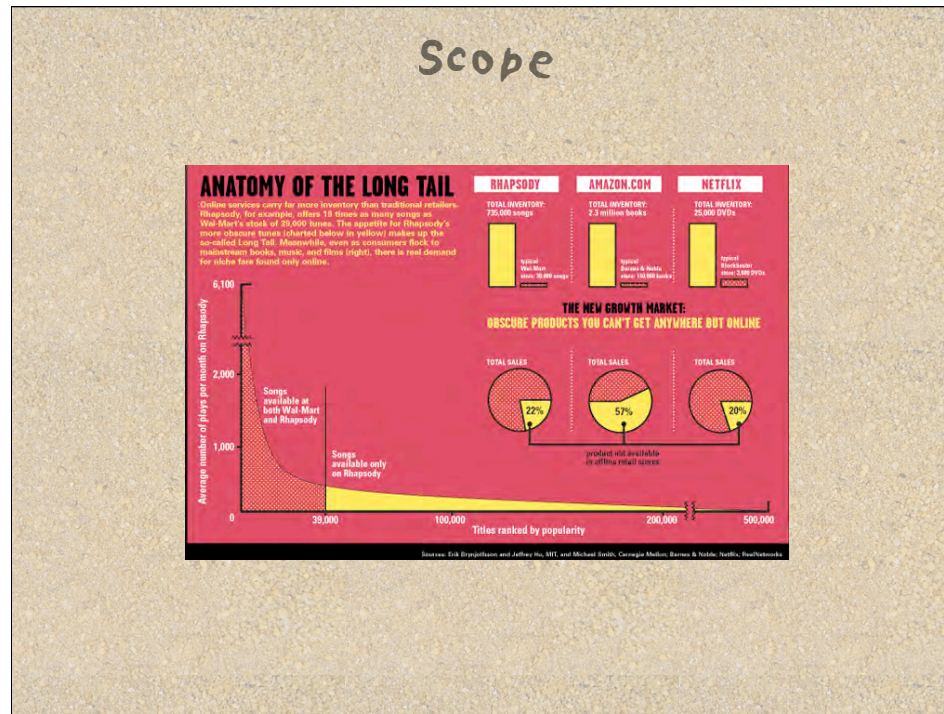 Scope
ANATOMY OF THE LONG TAIL
Online services carry far more inventory than traditional retailers.
Rhapsody, for example, offers 19 times as many songs as
Wal-Mart's stock of 39,000 tunes. The appetite for Rhapsody's
more obscure tunes (charted below in yellow) makes up the
so-called Long Tail. Meanwhile, even as consumers flock to
mainstream books, music, and films (right), there is real demand
for niche fare found only online.
RHAPSODY
TOTAL INVENTORY:
735,000 songs
typical
Wal-Mart
store: 39,000 songs
AMAZON.COM
TOTAL INVENTORY:
2.3 million books
typical
Barnes & Noble
store: 130,000 books
NETFLIX
TOTAL INVENTORY:
25,000 DVDs
typical
Blockbuster
store: 3,000 DVDs
THE NEW GROWTH MARKET:
OBSCURE PRODUCTS YOU CAN'T GET ANYWHERE BUT ONLINE
TOTAL SALES
22%
TOTAL SALES
57%
TOTAL SALES
20%
product not available
in offline retail stores
Average number of plays per month on Rhapsody
6,100
2,000
1,000
0
Songs
available at
both Wal-Mart
and Rhapsody
Songs
available only
on Rhapsody
39,000
100,000
200,000
500,000
Titles ranked by popularity
Sources: Erik Brynjolfsson and Jeffrey Hu, MIT, and Michael Smith, Carnegie Mellon; Barnes & Noble; Netflix; RealNetworks